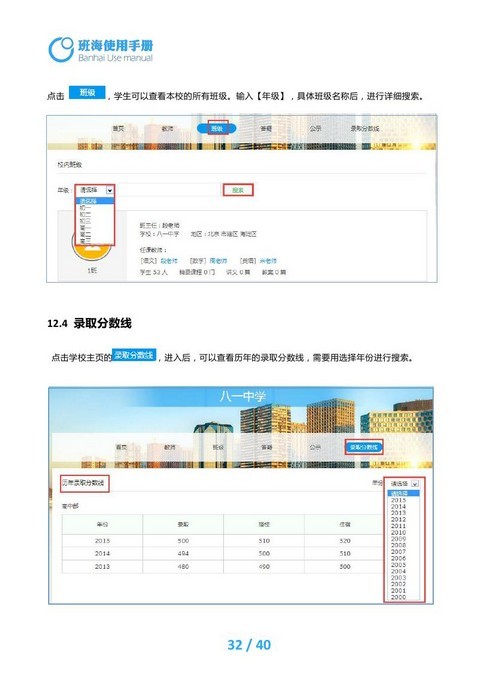 班海使用手册
Banhai Use manual
点击 班级 ，学生可以查看本校的所有班级。输入【年级】，具体班级名称后，进行详细搜索。
首页 教师 班级 答疑 公示 录取分数线
校内班级
年级： 请选择 搜索
请选择
初一
初二
初三
高一
高二
高三
班主任：段老师
学校：八一中学 地区：北京 市辖区 海淀区
任课教师：
[语文] 段老师 [数学] 周老师 [英语]
1班
学生 53 人 精品课程 0 门 讲义 0 篇 教案 0 篇
12.4 录取分数线
点击学校主页的 录取分数线 ，进入后，可以查看历年的录取分数线，需要用选择年份进行搜索。
八一中学
首页 教师 班级 答疑 公示 录取分数线
历年录取分数线 年份 请选择
请选择
2015
2014
2013
2012
2011
2010
2009
2008
2007
2006
2005
2004
2003
2002
2001
2000
高中部
年份 录取 择校 住宿
2015 500 510 520
2014 494 500 510
2013 480 490 500
32 / 40